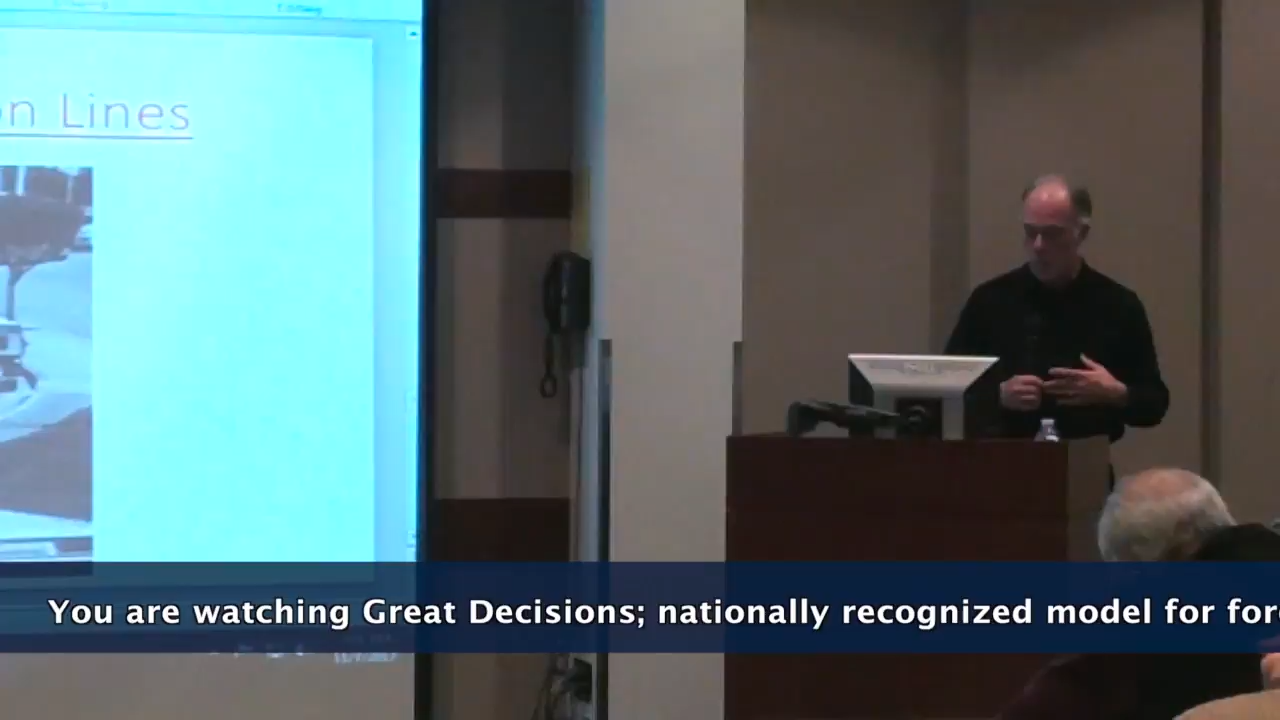 on Lines
You are watching Great Decisions; nationally recognized model for for